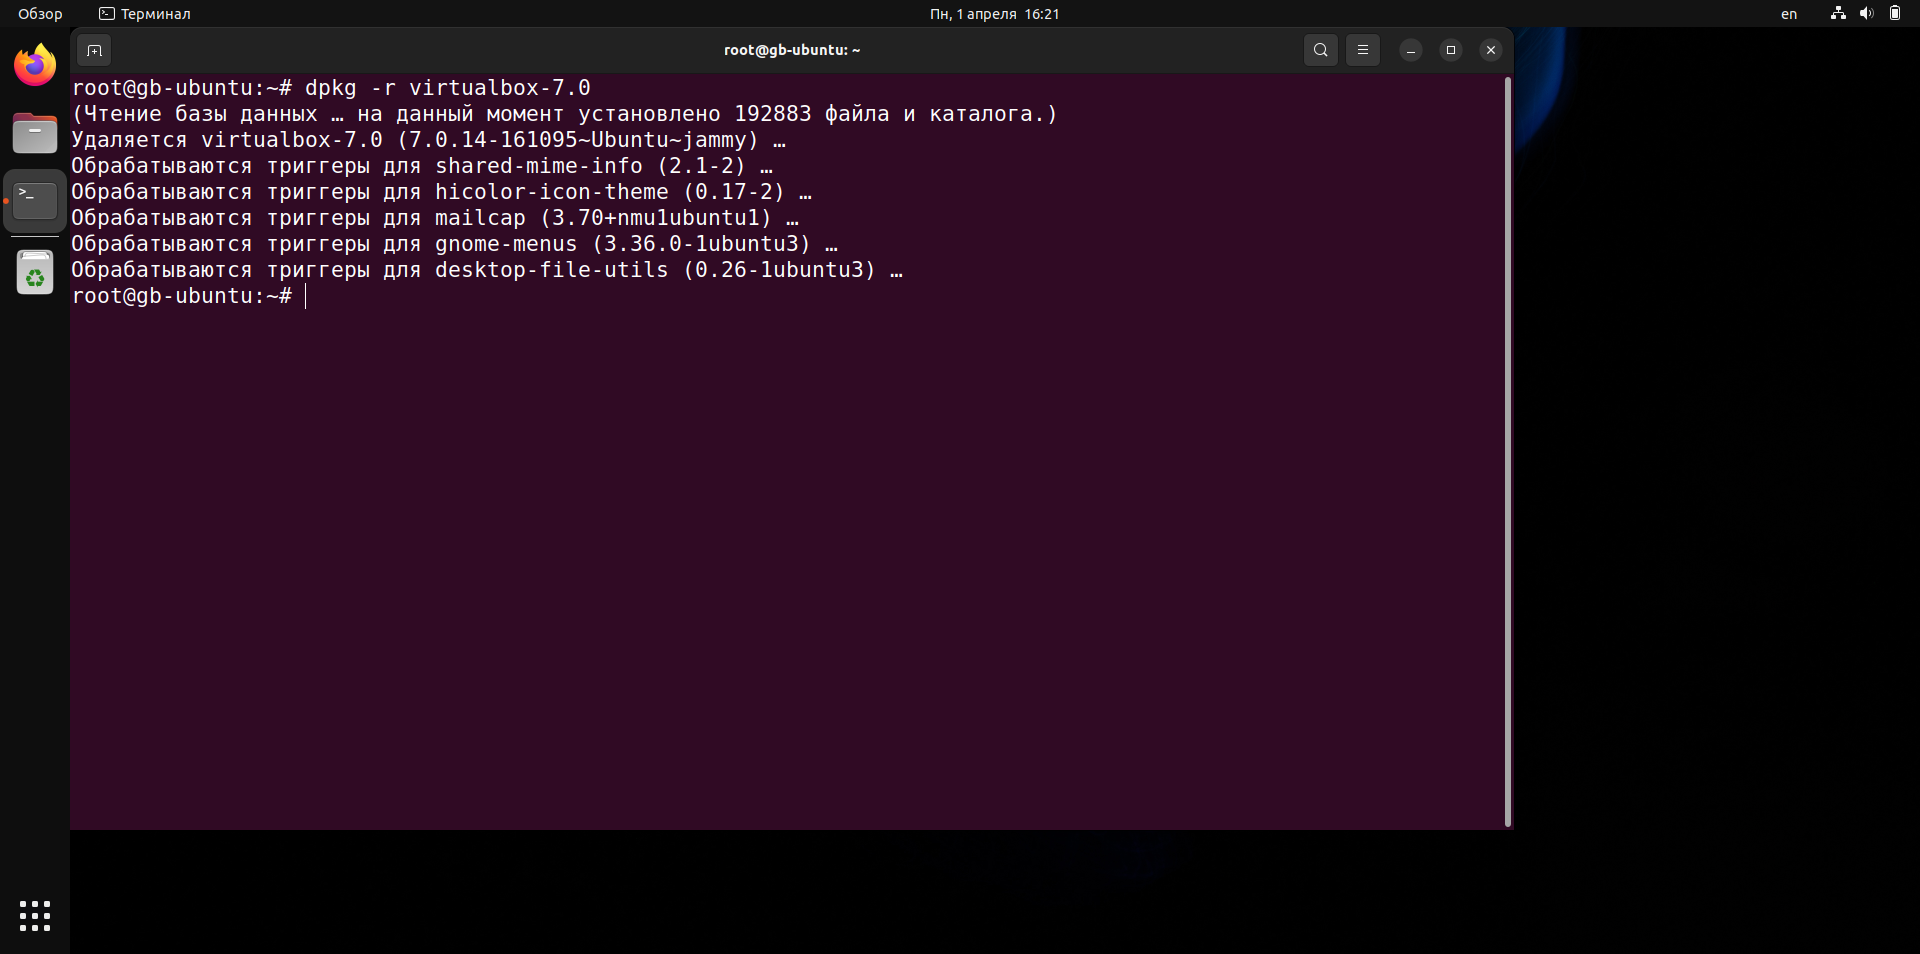 Обзор
Терминал
Пн, 1 апреля 16:21
en
root@gb-ubuntu: ~
root@gb-ubuntu:~# dpkg -r virtualbox-7.0
(Чтение базы данных … на данный момент установлено 192883 файла и каталога.)
Удаляется virtualbox-7.0 (7.0.14-161095~Ubuntu~jammy) …
Обрабатываются триггеры для shared-mime-info (2.1-2) …
Обрабатываются триггеры для hicolor-icon-theme (0.17-2) …
Обрабатываются триггеры для mailcap (3.70+nmu1ubuntu1) …
Обрабатываются триггеры для gnome-menus (3.36.0-1ubuntu3) …
Обрабатываются триггеры для desktop-file-utils (0.26-1ubuntu3) …
root@gb-ubuntu:~#